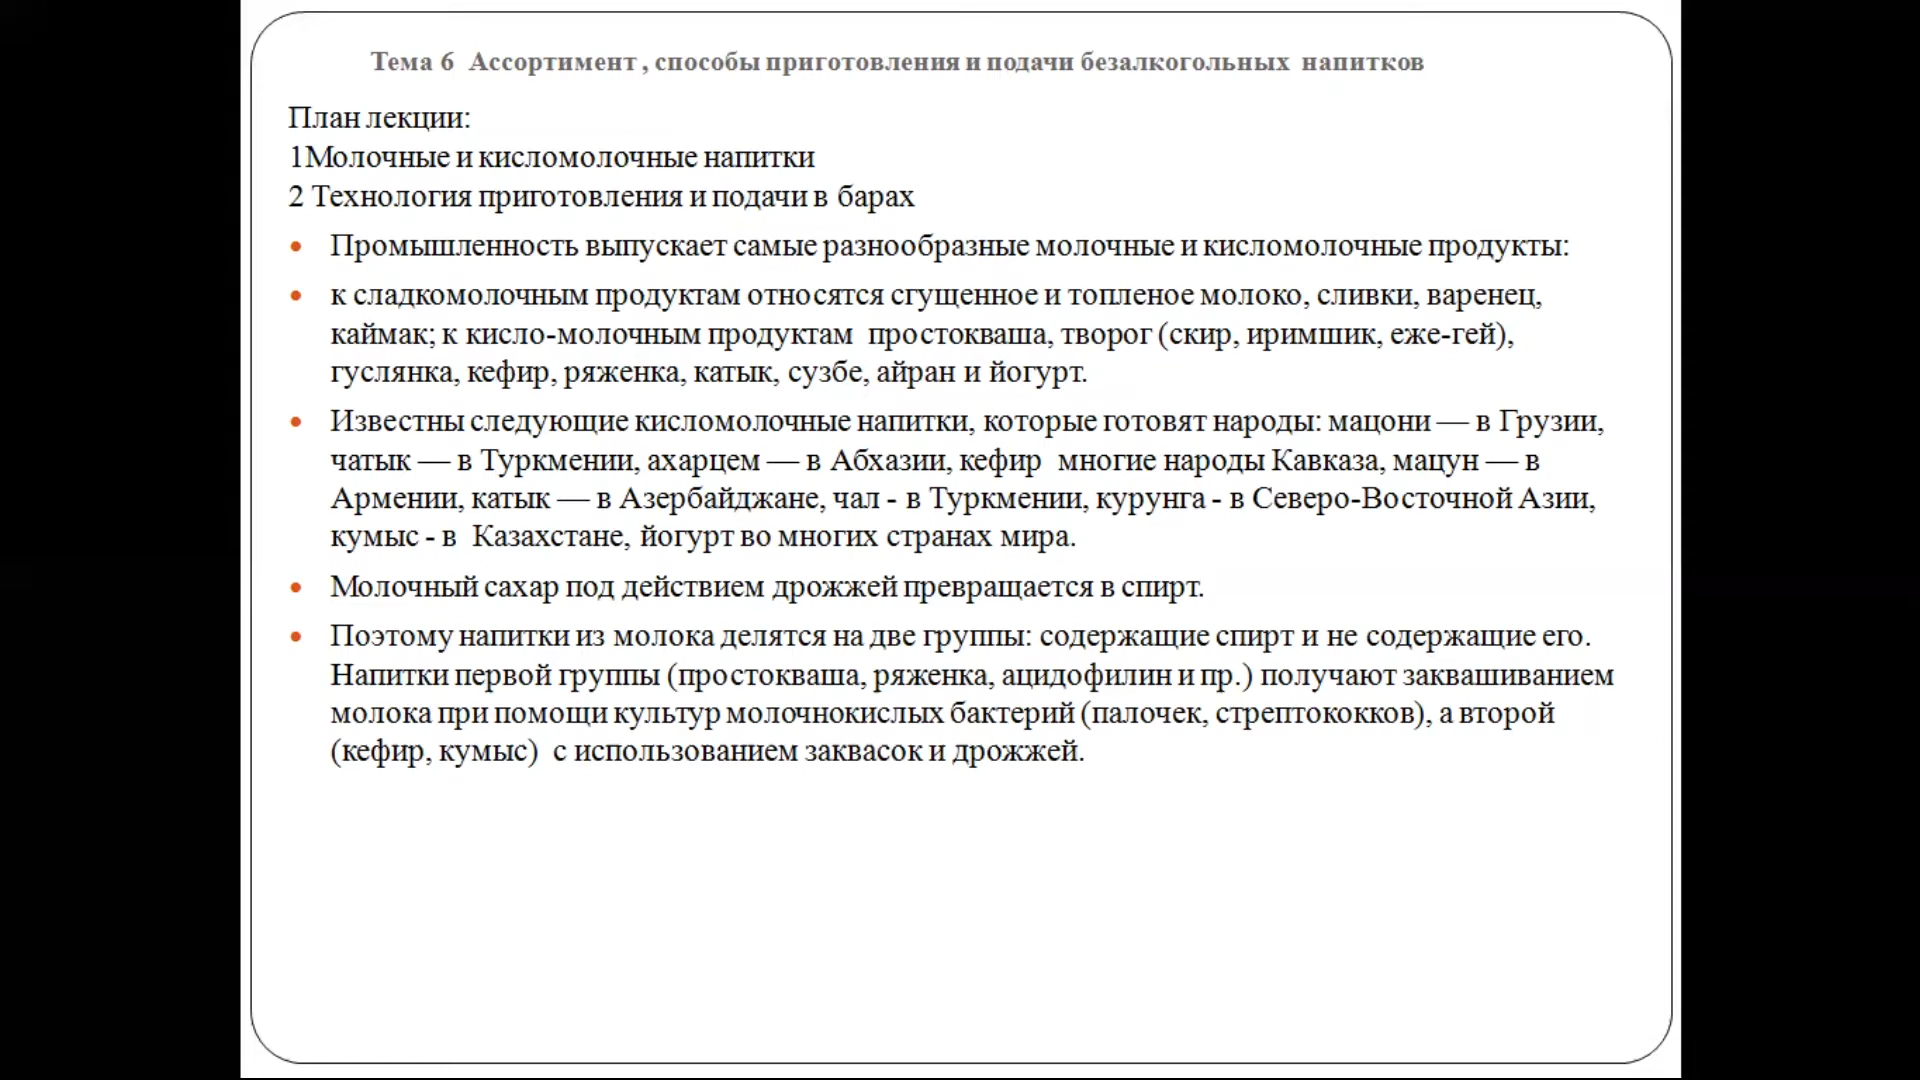 Тема 6 Ассортимент , способы приготовления и подачи безалкогольных напитков
План лекции:
1Молочные и кисломолочные напитки
2 Технология приготовления и подачи в барах
• Промышленность выпускает самые разнообразные молочные и кисломолочные продукты:
• к сладкомолочным продуктам относятся сгущенное и топленое молоко, сливки, варенец,
каймак; к кисло-молочным продуктам простокваша, творог (скир, иримшик, еже-гей),
гуслянка, кефир, ряженка, катык, сузбе, айран и йогурт.
• Известны следующие кисломолочные напитки, которые готовят народы: мацони — в Грузии,
чатык — в Туркмении, ахарцем — в Абхазии, кефир многие народы Кавказа, мацун — в
Армении, катык — в Азербайджане, чал - в Туркмении, курунга - в Северо-Восточной Азии,
кумыс - в Казахстане, йогурт во многих странах мира.
• Молочный сахар под действием дрожжей превращается в спирт.
• Поэтому напитки из молока делятся на две группы: содержащие спирт и не содержащие его.
Напитки первой группы (простокваша, ряженка, ацидофилин и пр.) получают заквашиванием
молока при помощи культур молочнокислых бактерий (палочек, стрептококков), а второй
(кефир, кумыс) с использованием заквасок и дрожжей.